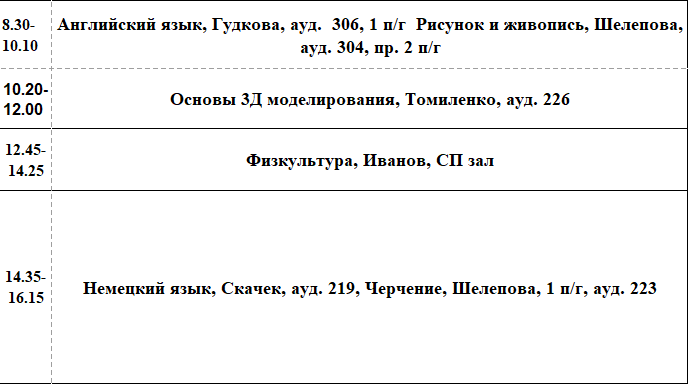 8.30-
10.10
Английский язык, Гудкова, ауд. 306, 1 п/г Рисунок и живопись, Шелепова,
ауд. 304, пр. 2 п/г
10.20-
12.00
Основы 3Д моделирования, Томиленко, ауд. 226
12.45-
14.25
Физкультура, Иванов, СП зал
14.35-
16.15
Немецкий язык, Скачек, ауд. 219, Черчение, Шелепова, 1 п/г, ауд. 223